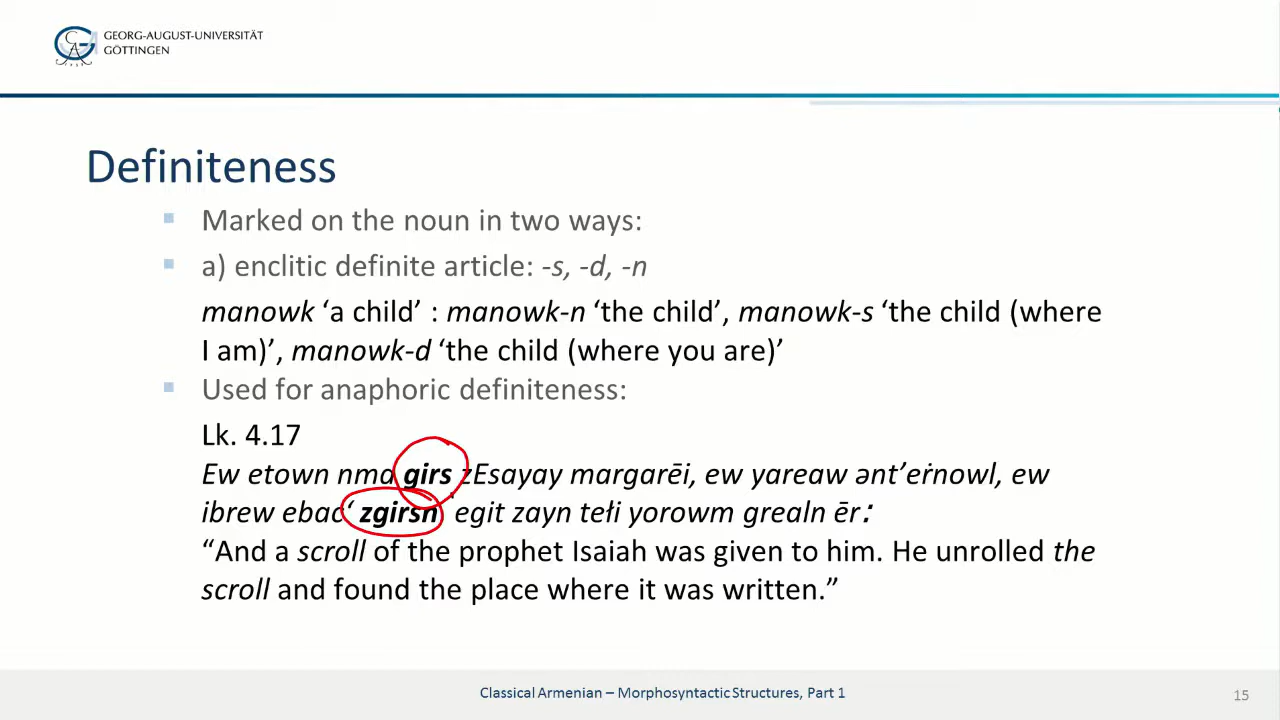 GEORG-AUGUST-UNIVERSITÄT
GÖTTINGEN
Definiteness
Marked on the noun in two ways:
a) enclitic definite article: -s, -d, -n
manowk ‘a child’ : manowk-n ‘the child’, manowk-s ‘the child (where
I am)’, manowk-d ‘the child (where you are)’
Used for anaphoric definiteness:
Lk. 4.17
Ew etown nma girs zEsayay margarēi, ew yareaw ənt’eṙnowl, ew
ibrew ebac‘ zgirsn egit zayn tełi yorowm grealn ēr:
“And a scroll of the prophet Isaiah was given to him. He unrolled the
scroll and found the place where it was written.”
Classical Armenian – Morphosyntactic Structures, Part 1
15